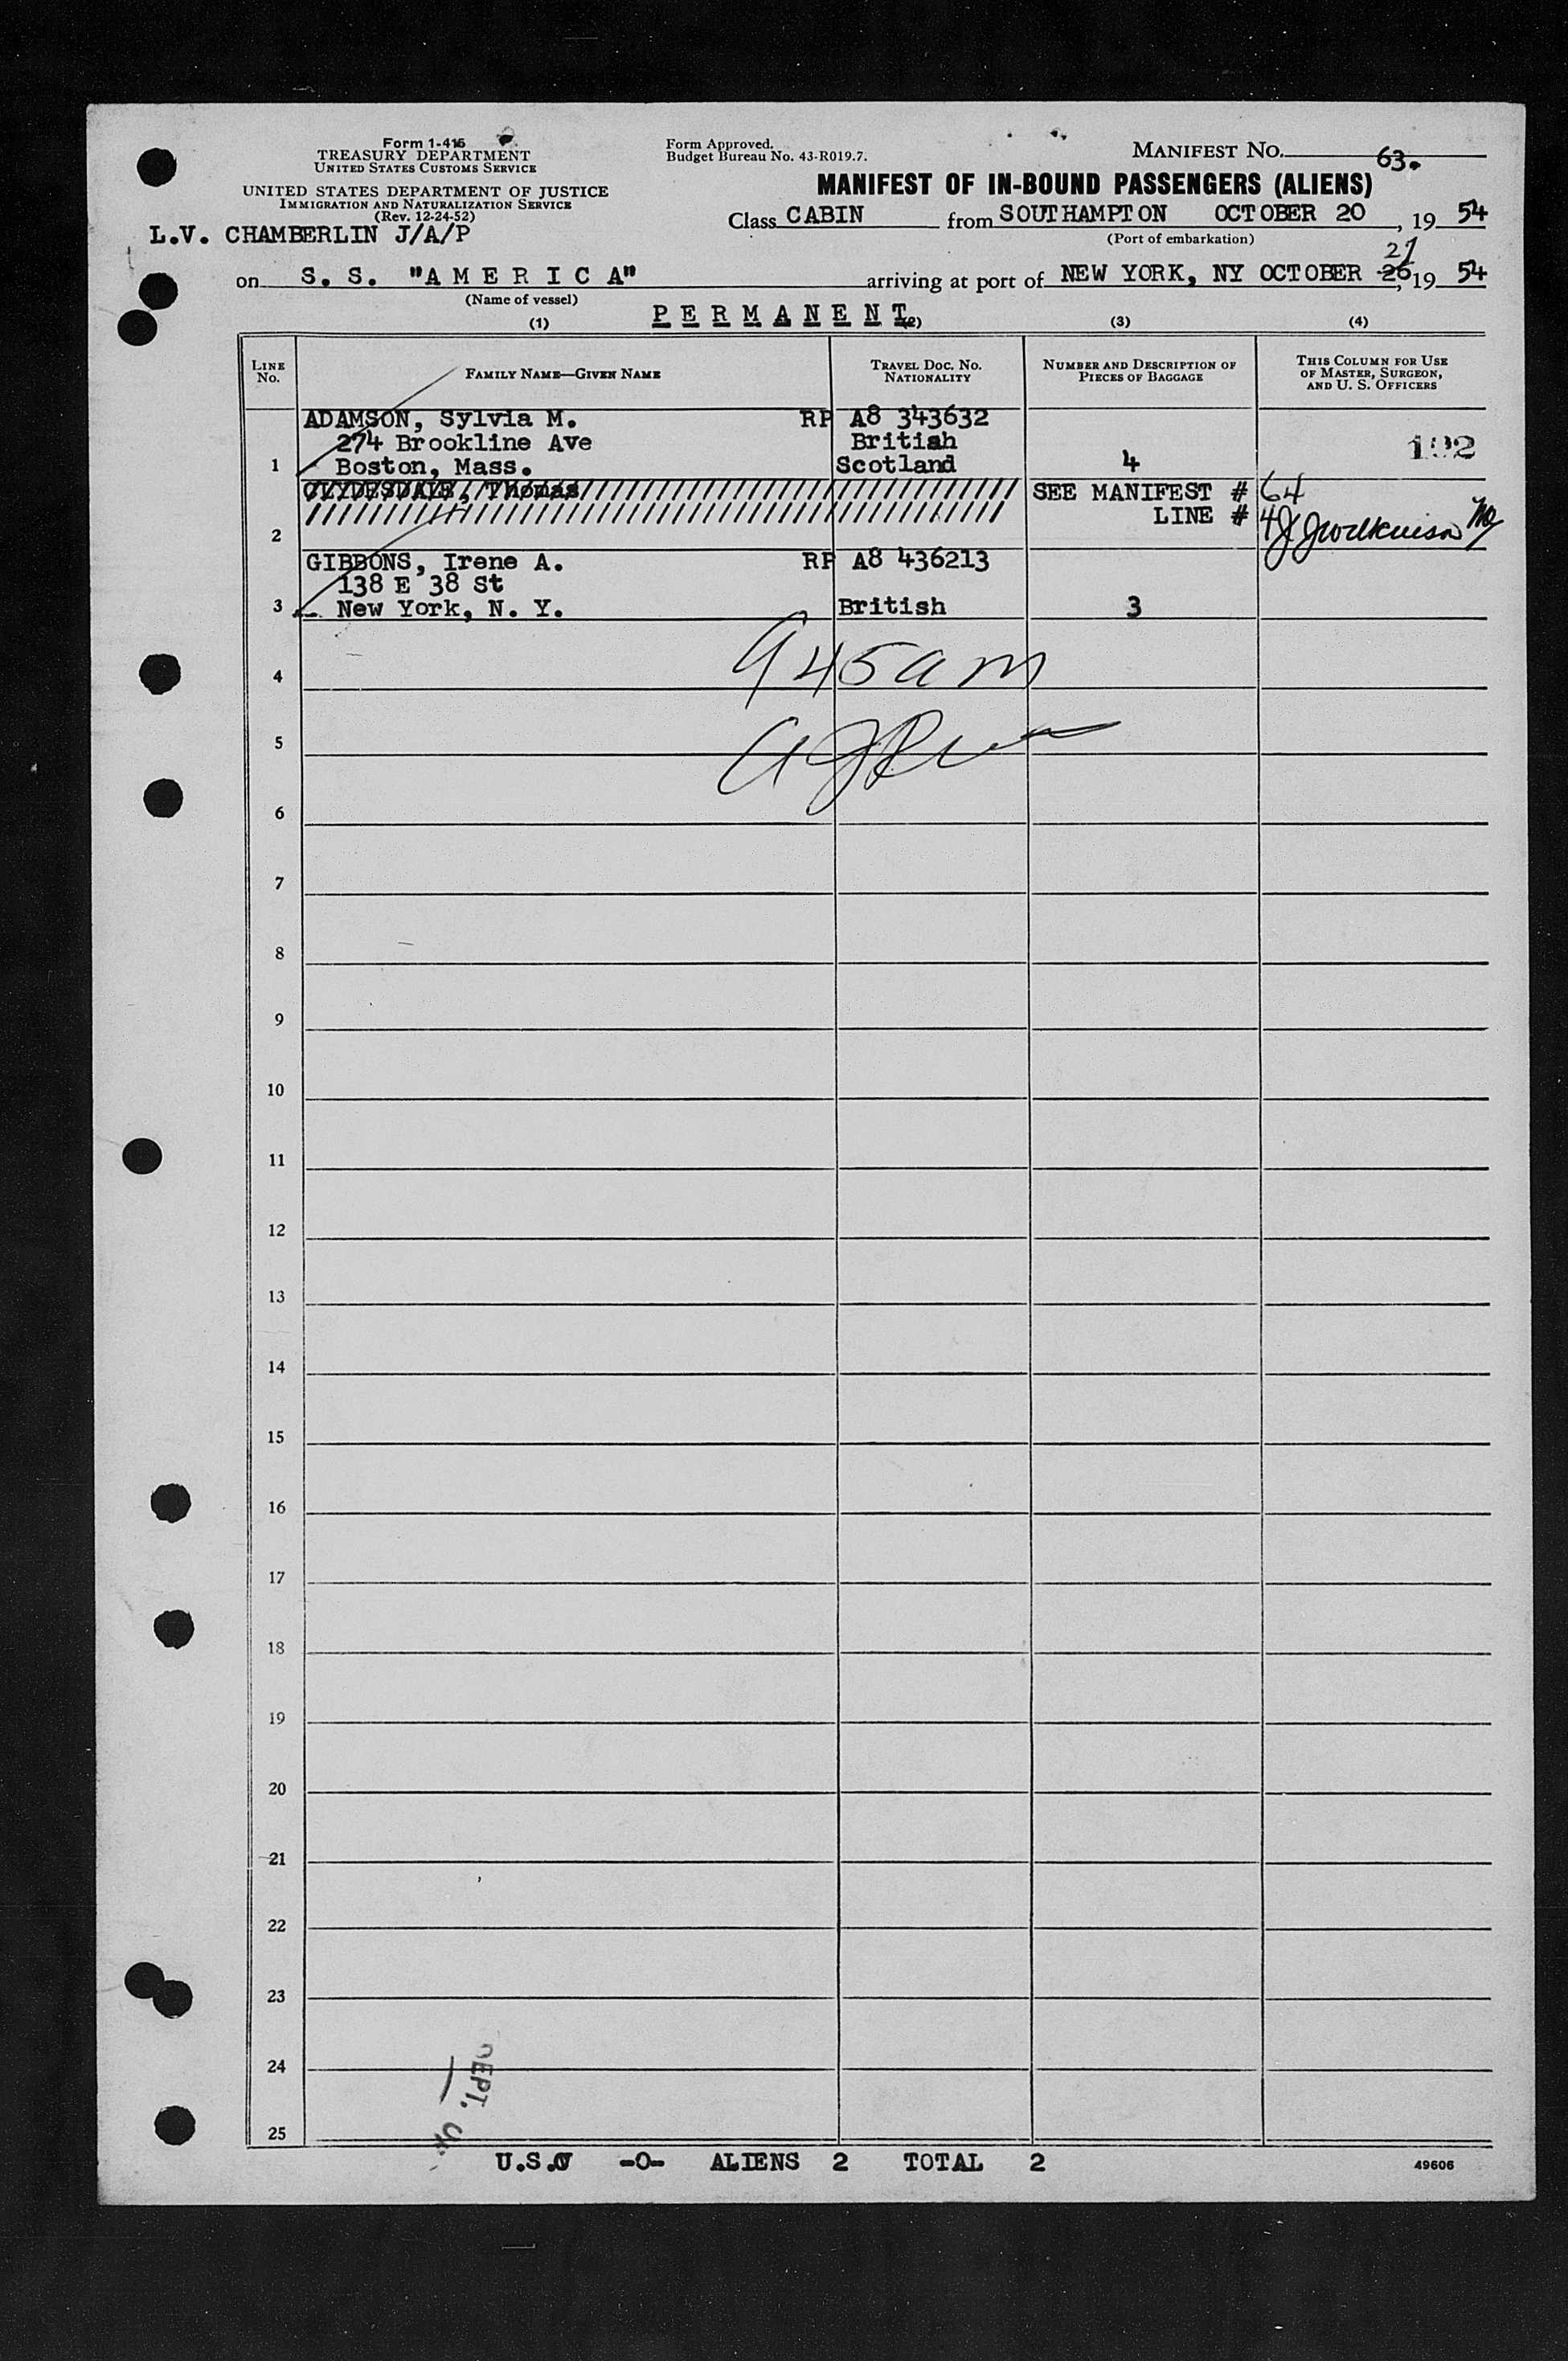 Form I-415
TREASURY DEPARTMENT
UNITED STATES CUSTOMS SERVICE
UNITED STATES DEPARTMENT OF JUSTICE
IMMIGRATION AND NATURALIZATION SERVICE
(Rev. 12-24-52)
L.V. CHAMBERLIN J/A/P
Form Approved.
Budget Bureau No. 43-R019.7.
MANIFEST NO. 63.
MANIFEST OF IN-BOUND PASSENGERS (ALIENS)
Class CABIN from SOUTHAMPTON OCTOBER 20, 19 54
(Port of embarkation)
27
on S. S. "A M E R I C A" arriving at port of NEW YORK, NY OCTOBER 26, 19 54
(Name of vessel)
P E R M A N E N T
(1) (2) (3) (4)
LINE NO. FAMILY NAME—GIVEN NAME TRAVEL DOC. NO. NATIONALITY NUMBER AND DESCRIPTION OF PIECES OF BAGGAGE THIS COLUMN FOR USE OF MASTER, SURGEON, AND U. S. OFFICERS
ADAMSON, Sylvia M. RP A8 343632
274 Brookline Ave British 192
1 Boston, Mass. Scotland 4
CLYDESDALE, Thomas SEE MANIFEST # 64
LINE # 4
2
GIBBONS, Irene A. RP A8 436213
138 E 38 St
3 New York, N. Y. British 3
945am
4
5
6
7
8
9
10
11
12
13
14
15
16
17
18
19
20
21
22
23
24
DEPT.
25
U.S. -0- ALIENS 2 TOTAL 2
49606